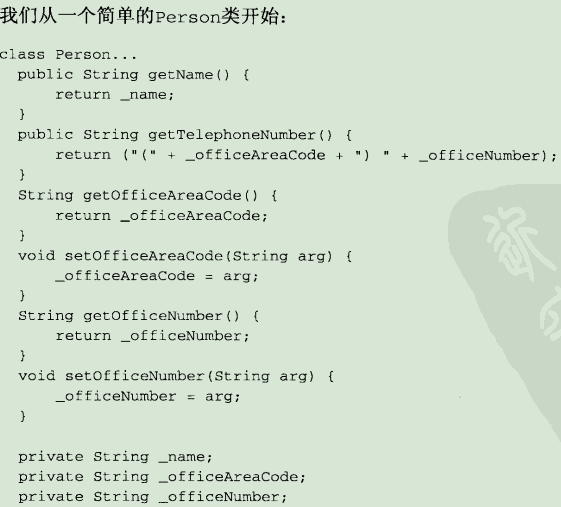 我们从一个简单的Person类开始：
class Person...
  public String getName() {
      return _name;
  }
  public String getTelephoneNumber() {
      return ("(" + _officeAreaCode + ") " + _officeNumber);
  }
  String getOfficeAreaCode() {
      return _officeAreaCode;
  }
  void setOfficeAreaCode(String arg) {
      _officeAreaCode = arg;
  }
  String getOfficeNumber() {
      return _officeNumber;
  }
  void setOfficeNumber(String arg) {
      _officeNumber = arg;
  }

  private String _name;
  private String _officeAreaCode;
  private String _officeNumber;